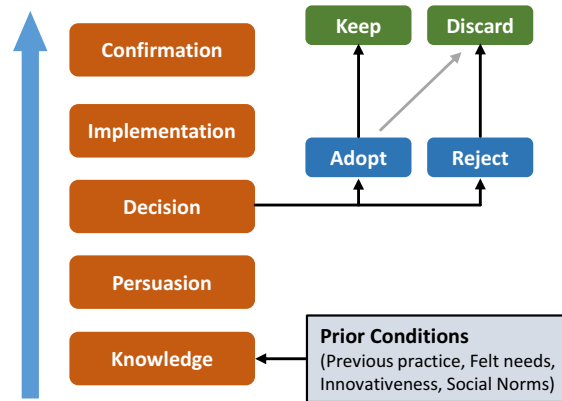 Keep
Discard
Confirmation
Implementation
Adopt
Reject
Decision
Persuasion
Knowledge
Prior Conditions
(Previous practice, Felt needs,
Innovativeness, Social Norms)